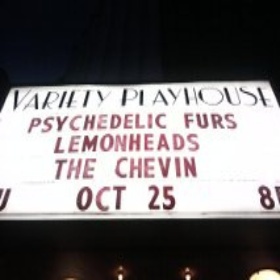 VARIETY PLAYHOUSE
PSYCHEDELIC FURS
LEMONHEADS
THE CHEVIN
OCT 25